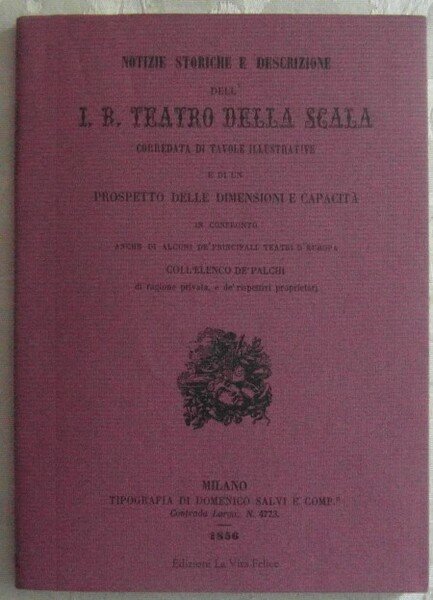 NOTIZIE STORICHE E DESCRIZIONE
DELL'
I. R. TEATRO DELLA SCALA
CORREDATA DI TAVOLE ILLUSTRATIVE
E DI UN
PROSPETTO DELLE DIMENSIONI E CAPACITÀ
IN CONFRONTO
ANCHE DI ALCUNI DE' PRINCIPALI TEATRI D'EUROPA
COLL'ELENCO DE' PALCHI
di ragione privata, e de' rispettivi proprietarj
MILANO
TIPOGRAFIA DI DOMENICO SALVI E COMP.º
Contrada Larga, N. 4723.
1856
Edizioni La Vita Felice